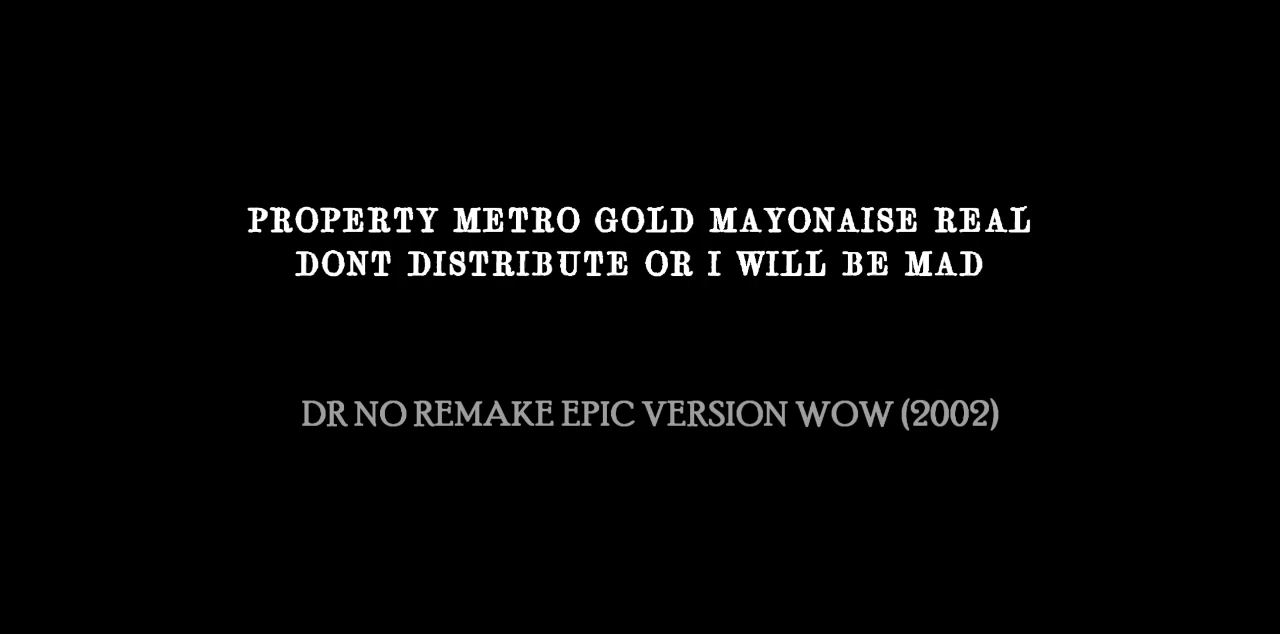 PROPERTY METRO GOLD MAYONAISE REAL
DONT DISTRIBUTE OR I WILL BE MAD
DR NO REMAKE EPIC VERSION WOW (2002)